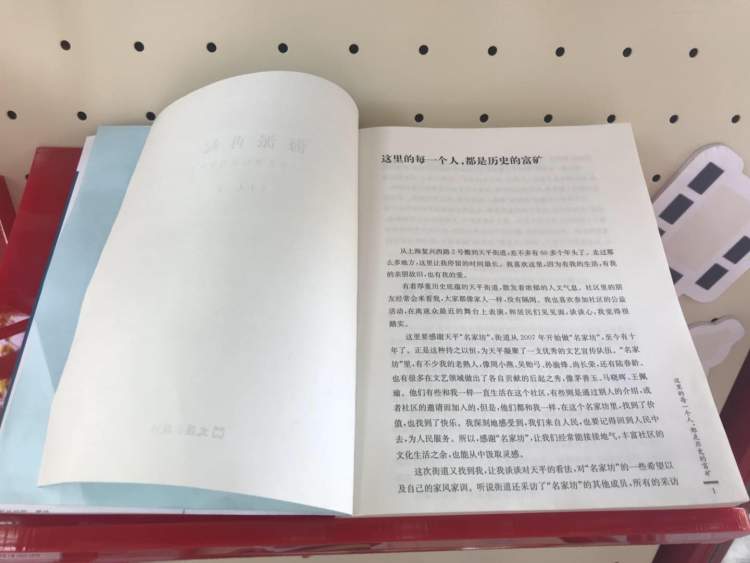 这里的每一个人，都是历史的富矿
从上海复兴西路2号搬到天平街道，差不多有60多个年头了。走过那
么多地方，这里让我停留的时间最长。我喜欢这里，因为有我的生活，有我
的亲朋故旧，也有我的爱。
有着厚重历史底蕴的天平街道，散发着浓郁的人文气息。社区里的朋
友经常会来看我，大家都像家人一样，没有隔阂。我也喜欢参加社区的公益
活动，在离观众最近的舞台上表演，和居民们见见面，谈谈心，我觉得很
踏实。
这里要感谢天平“名家坊”，街道从2007年开始做“名家坊”，至今有十
年了。正是这种持之以恒，为天平凝聚了一支优秀的文艺宣传队伍。“名家
坊”里，有不少我的老熟人，像周小燕、吴贻弓、孙渝烽、尚长荣，还有陆春龄。
也有很多在文艺领域做出了各自贡献的后起之秀，像茅善玉、马晓晖、王佩
瑜。他们有些和我一样一直生活在这个社区，有些则是通过别人的介绍，或
者社区的邀请而加入的，但是，他们都和我一样，在这个名家坊里，找到了价
值，也找到了快乐。我深刻地感受到，我们来自人民，也要记得回到人民中
去，为人民服务。所以，感谢“名家坊”，让我们经常能接接地气，丰富社区的
文化生活之余，也能从中汲取灵感。
这次街道又找到我，让我谈谈对天平的看法，对“名家坊”的一些希望以
及自己的家风家训。听说街道还采访了“名家坊”的其他成员，所有的采访
这里的每一个人，都是历史的富矿
1